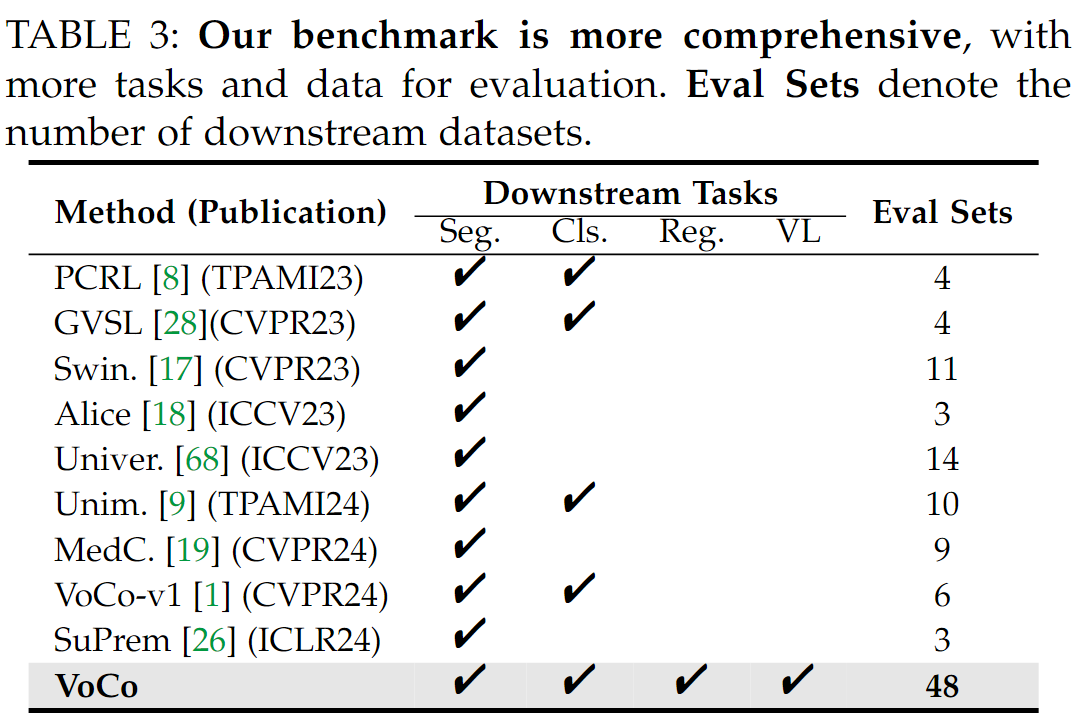 TABLE 3: Our benchmark is more comprehensive, with
more tasks and data for evaluation. Eval Sets denote the
number of downstream datasets.
Method (Publication) Downstream Tasks Eval Sets
Seg. Cls. Reg. VL
PCRL [8] (TPAMI23) ✔ ✔ 4
GVSL [28](CVPR23) ✔ ✔ 4
Swin. [17] (CVPR23) ✔ 11
Alice [18] (ICCV23) ✔ 3
Univer. [68] (ICCV23) ✔ 14
Unim. [9] (TPAMI24) ✔ ✔ 10
MedC. [19] (CVPR24) ✔ 9
VoCo-v1 [1] (CVPR24) ✔ ✔ 6
SuPrem [26] (ICLR24) ✔ 3
VoCo ✔ ✔ ✔ ✔ 48